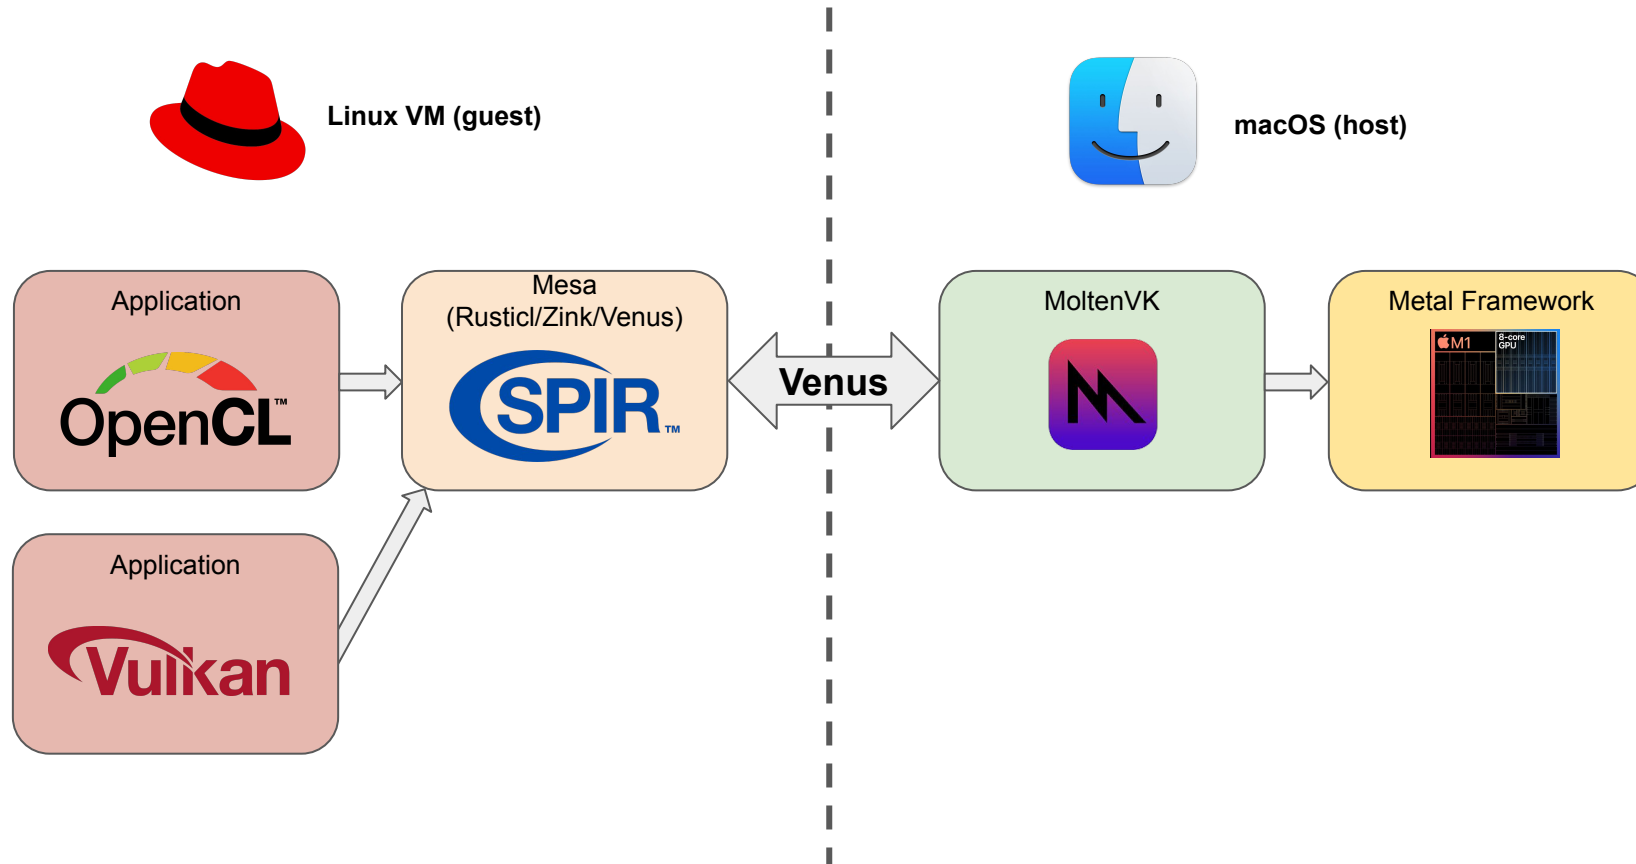 Linux VM (guest)
macOS (host)
Application
OpenCL™
Mesa
(Rusticl/Zink/Venus)
SPIR™
Venus
MoltenVK
Metal Framework
M1
8-core
GPU
Application
Vulkan